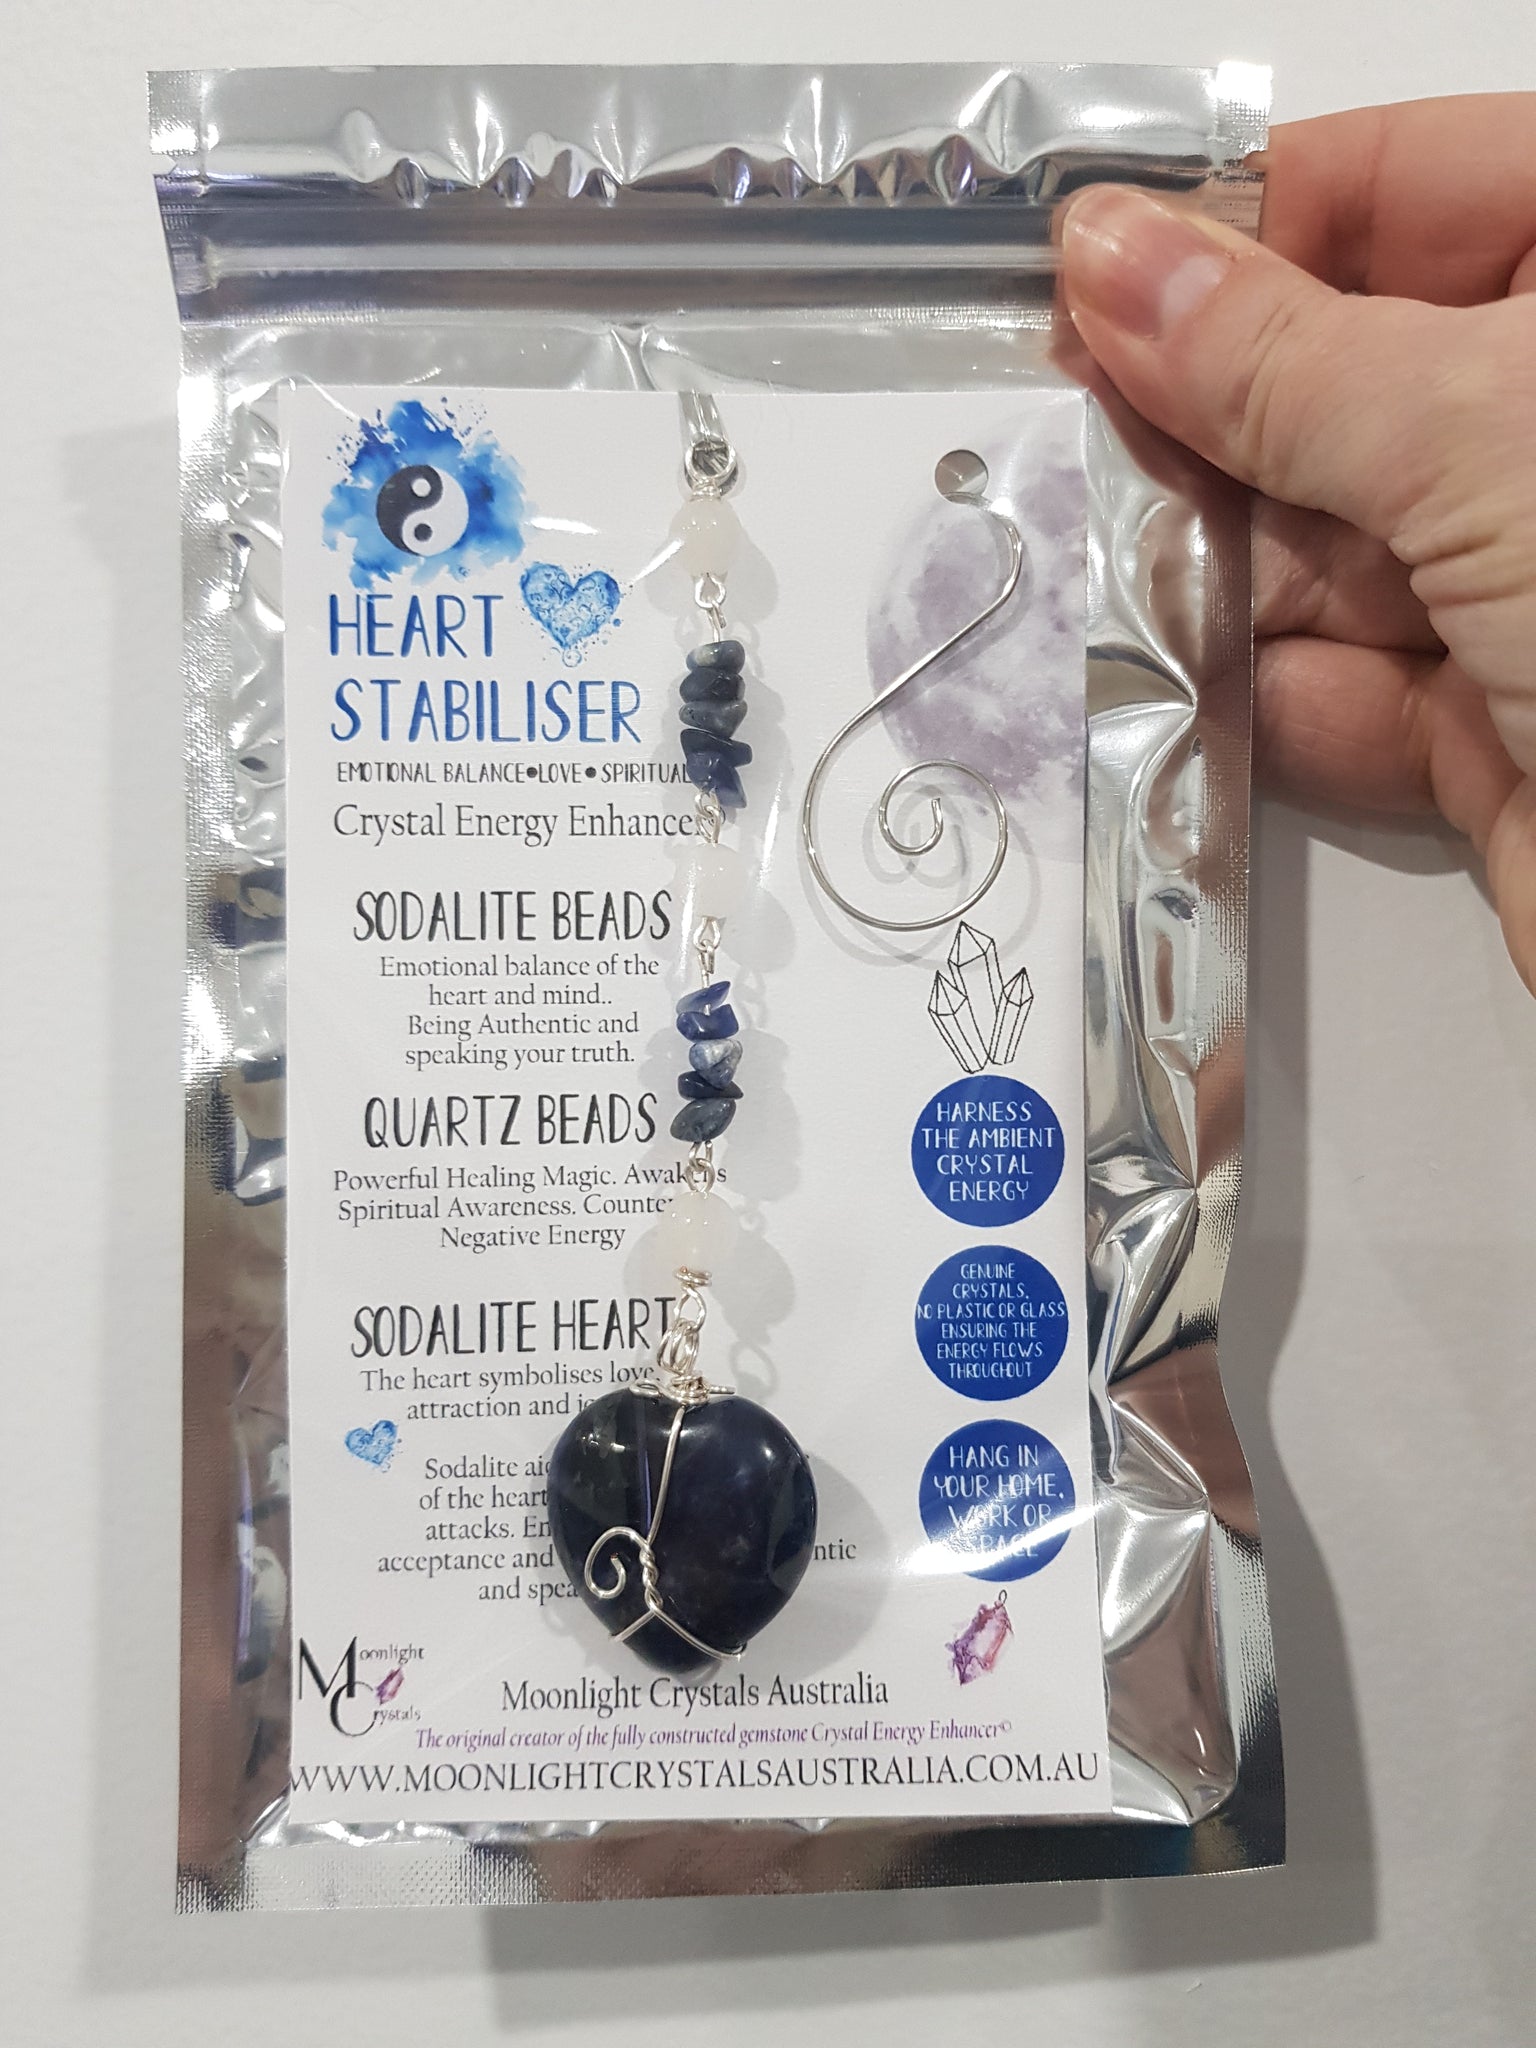 HEART
STABILISER
EMOTIONAL BALANCE●LOVE●SPIRITUAL
Crystal Energy Enhancer©
SODALITE BEADS
Emotional balance of the
heart and mind..
Being Authentic and
speaking your truth.
QUARTZ BEADS
Powerful Healing Magic. Awakens
Spiritual Awareness. Counter
Negative Energy
SODALITE HEART
The heart symbolises love,
attraction and
Sodalite
of the heart
attacks.
acceptance and
and
HARNESS
THE AMBIENT
CRYSTAL
ENERGY
GENUINE
CRYSTALS,
NO PLASTIC OR GLASS
ENSURING THE
ENERGY FLOWS
THROUGHOUT
HANG IN
YOUR HOME,
WORK OR
SPACE
Moonlight
Crystals
Moonlight Crystals Australia
The original creator of the fully constructed gemstone Crystal Energy Enhancer©
WWW.MOONLIGHTCRYSTALSAUSTRALIA.COM.AU